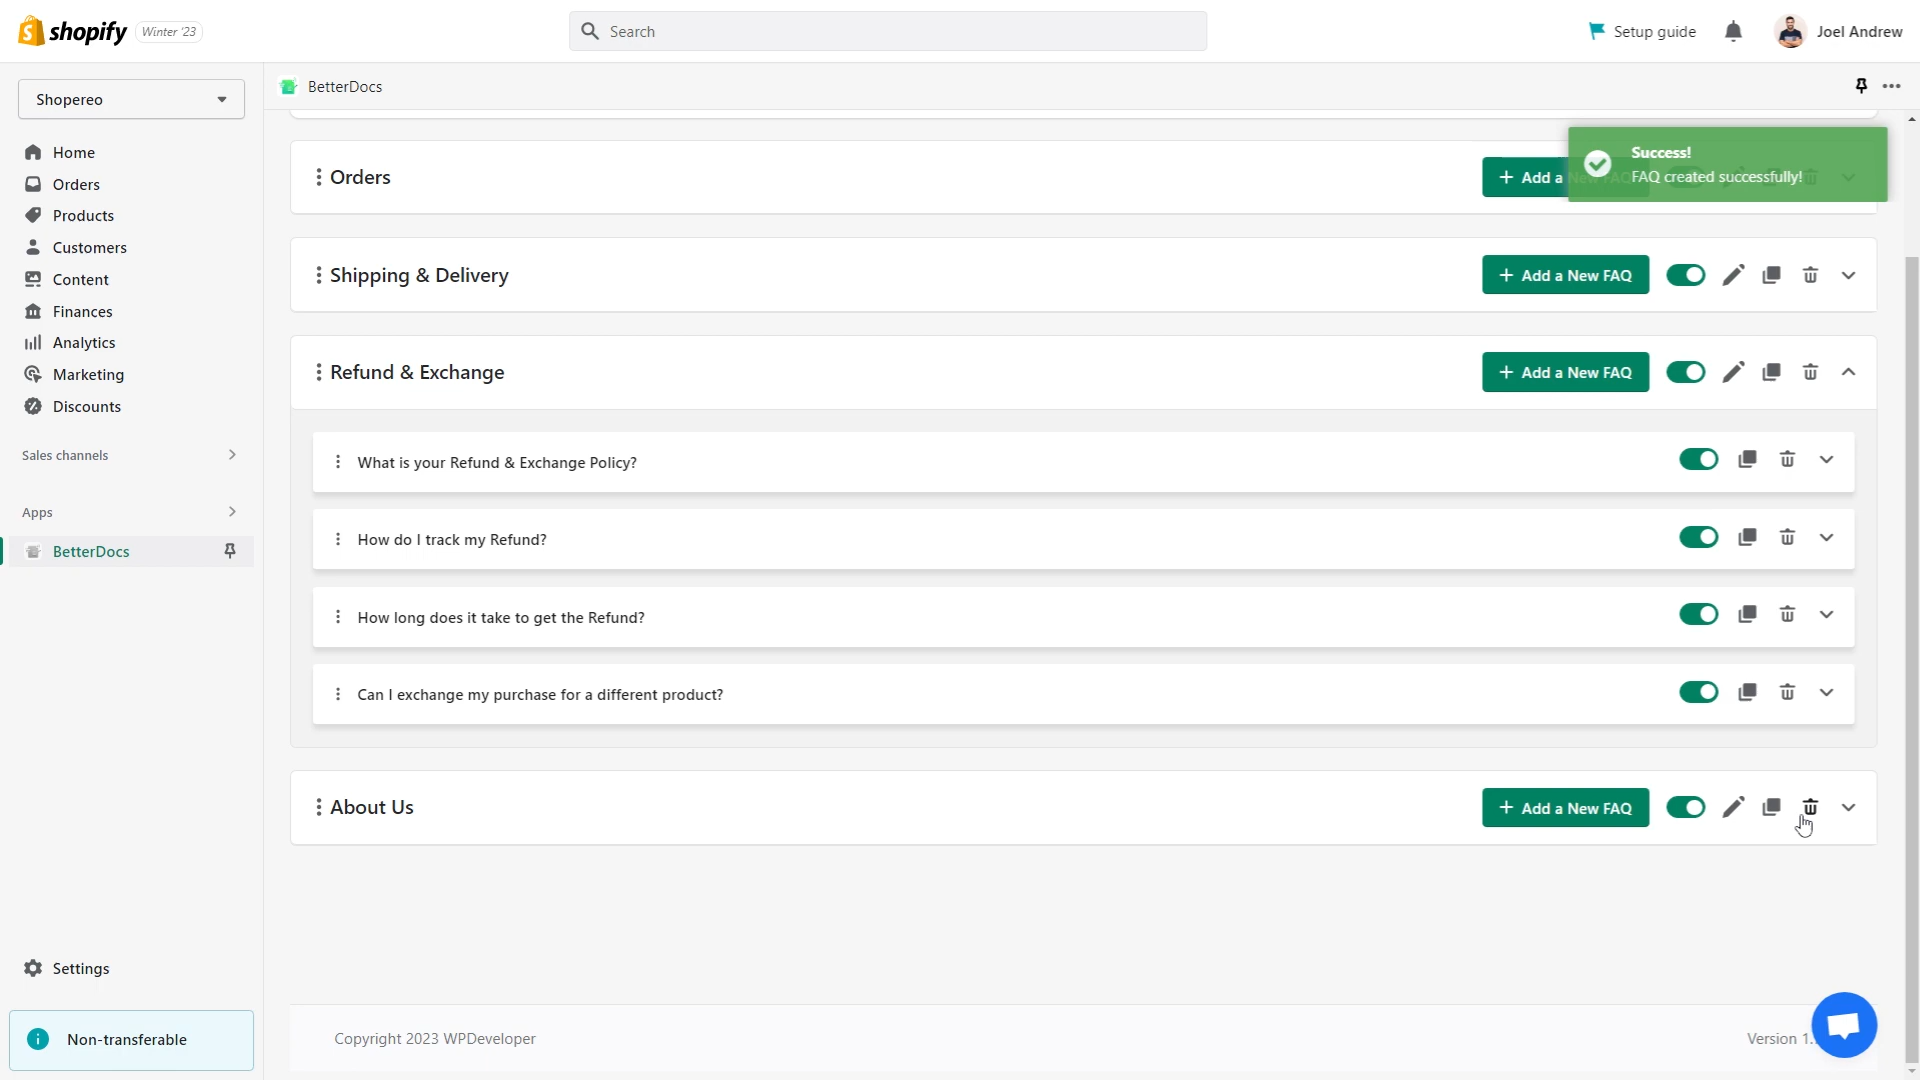 shopify Winter '23
Search
Setup guide
Joel Andrew
Shopereo
BetterDocs
Home
Orders
Products
Customers
Content
Finances
Analytics
Marketing
Discounts
Sales channels
Apps
BetterDocs
Settings
Non-transferable
Orders
+ Add a New FAQ
Success!
FAQ created successfully!
Shipping & Delivery
+ Add a New FAQ
Refund & Exchange
+ Add a New FAQ
What is your Refund & Exchange Policy?
How do I track my Refund?
How long does it take to get the Refund?
Can I exchange my purchase for a different product?
About Us
+ Add a New FAQ
Copyright 2023 WPDeveloper
Version 1.